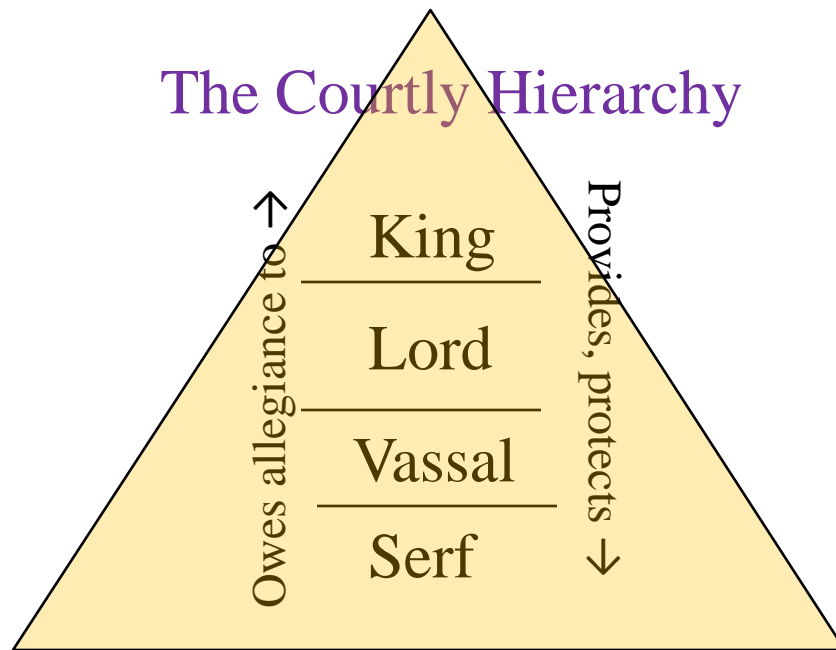 The Courtly Hierarchy
Owes allegiance to →
King
Lord
Vassal
Serf
Provides, protects →